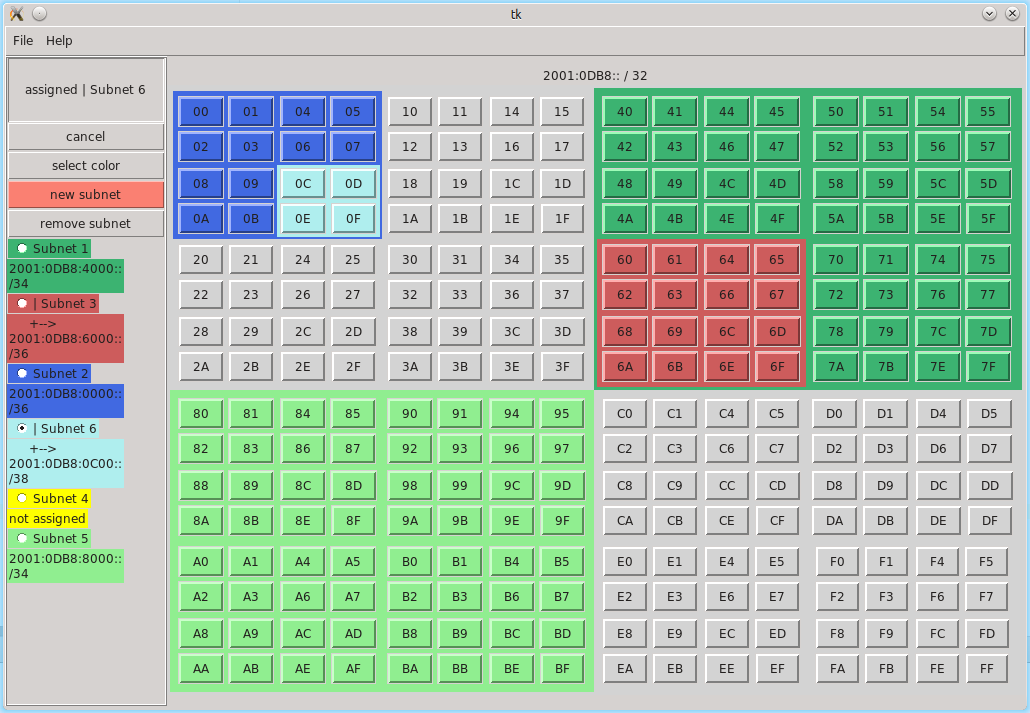 tk
File Help
assigned | Subnet 6
cancel
select color
new subnet
remove subnet
Subnet 1
2001:0DB8:4000::
/34
| Subnet 3
+-->
2001:0DB8:6000::
/36
Subnet 2
2001:0DB8:0000::
/36
| Subnet 6
+-->
2001:0DB8:0C00::
/38
Subnet 4
not assigned
Subnet 5
2001:0DB8:8000::
/34
2001:0DB8:: / 32
00 01 04 05 10 11 14 15 40 41 44 45 50 51 54 55
02 03 06 07 12 13 16 17 42 43 46 47 52 53 56 57
08 09 0C 0D 18 19 1C 1D 48 49 4C 4D 58 59 5C 5D
0A 0B 0E 0F 1A 1B 1E 1F 4A 4B 4E 4F 5A 5B 5E 5F
20 21 24 25 30 31 34 35 60 61 64 65 70 71 74 75
22 23 26 27 32 33 36 37 62 63 66 67 72 73 76 77
28 29 2C 2D 38 39 3C 3D 68 69 6C 6D 78 79 7C 7D
2A 2B 2E 2F 3A 3B 3E 3F 6A 6B 6E 6F 7A 7B 7E 7F
80 81 84 85 90 91 94 95 C0 C1 C4 C5 D0 D1 D4 D5
82 83 86 87 92 93 96 97 C2 C3 C6 C7 D2 D3 D6 D7
88 89 8C 8D 98 99 9C 9D C8 C9 CC CD D8 D9 DC DD
8A 8B 8E 8F 9A 9B 9E 9F CA CB CE CF DA DB DE DF
A0 A1 A4 A5 B0 B1 B4 B5 E0 E1 E4 E5 F0 F1 F4 F5
A2 A3 A6 A7 B2 B3 B6 B7 E2 E3 E6 E7 F2 F3 F6 F7
A8 A9 AC AD B8 B9 BC BD E8 E9 EC ED F8 F9 FC FD
AA AB AE AF BA BB BE BF EA EB EE EF FA FB FE FF